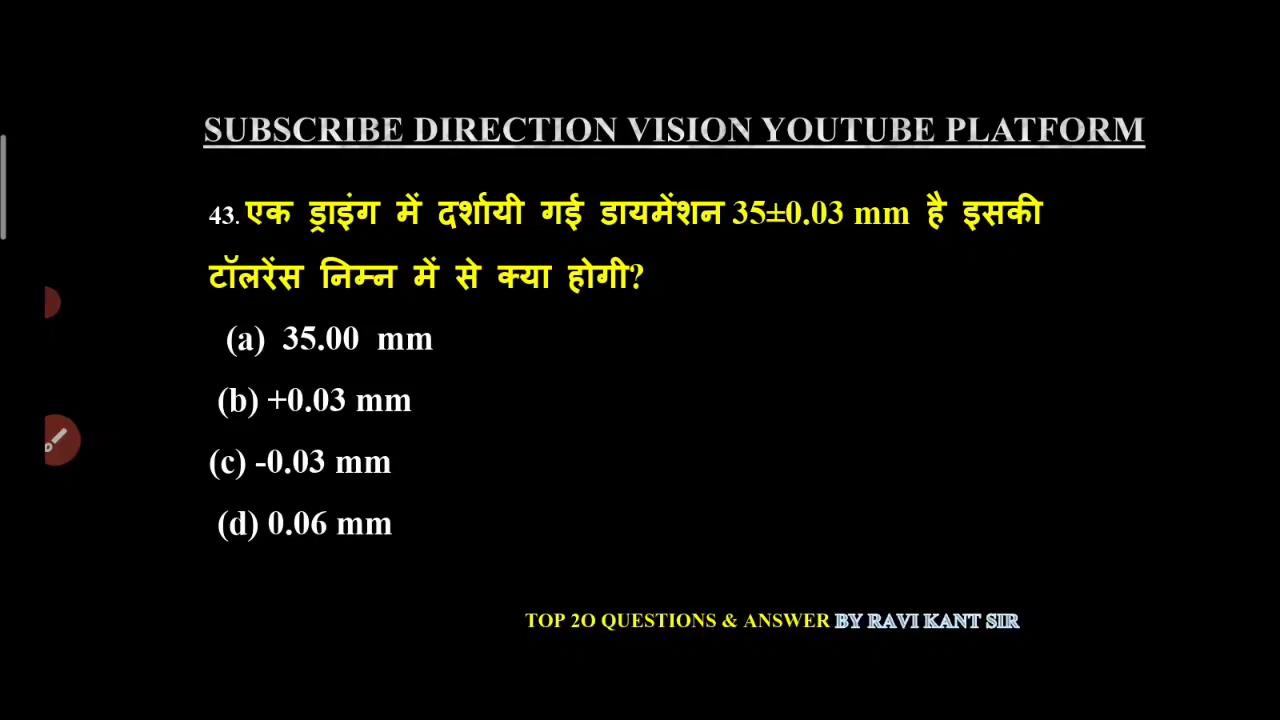 SUBSCRIBE DIRECTION VISION YOUTUBE PLATFORM
43. एक ड्राइंग में दर्शायी गई डायमेंशन 35±0.03 mm है इसकी
टॉलरेंस निम्न में से क्या होगी?
(a) 35.00 mm
(b) +0.03 mm
(c) -0.03 mm
(d) 0.06 mm
TOP 2O QUESTIONS & ANSWER BY RAVI KANT SIR